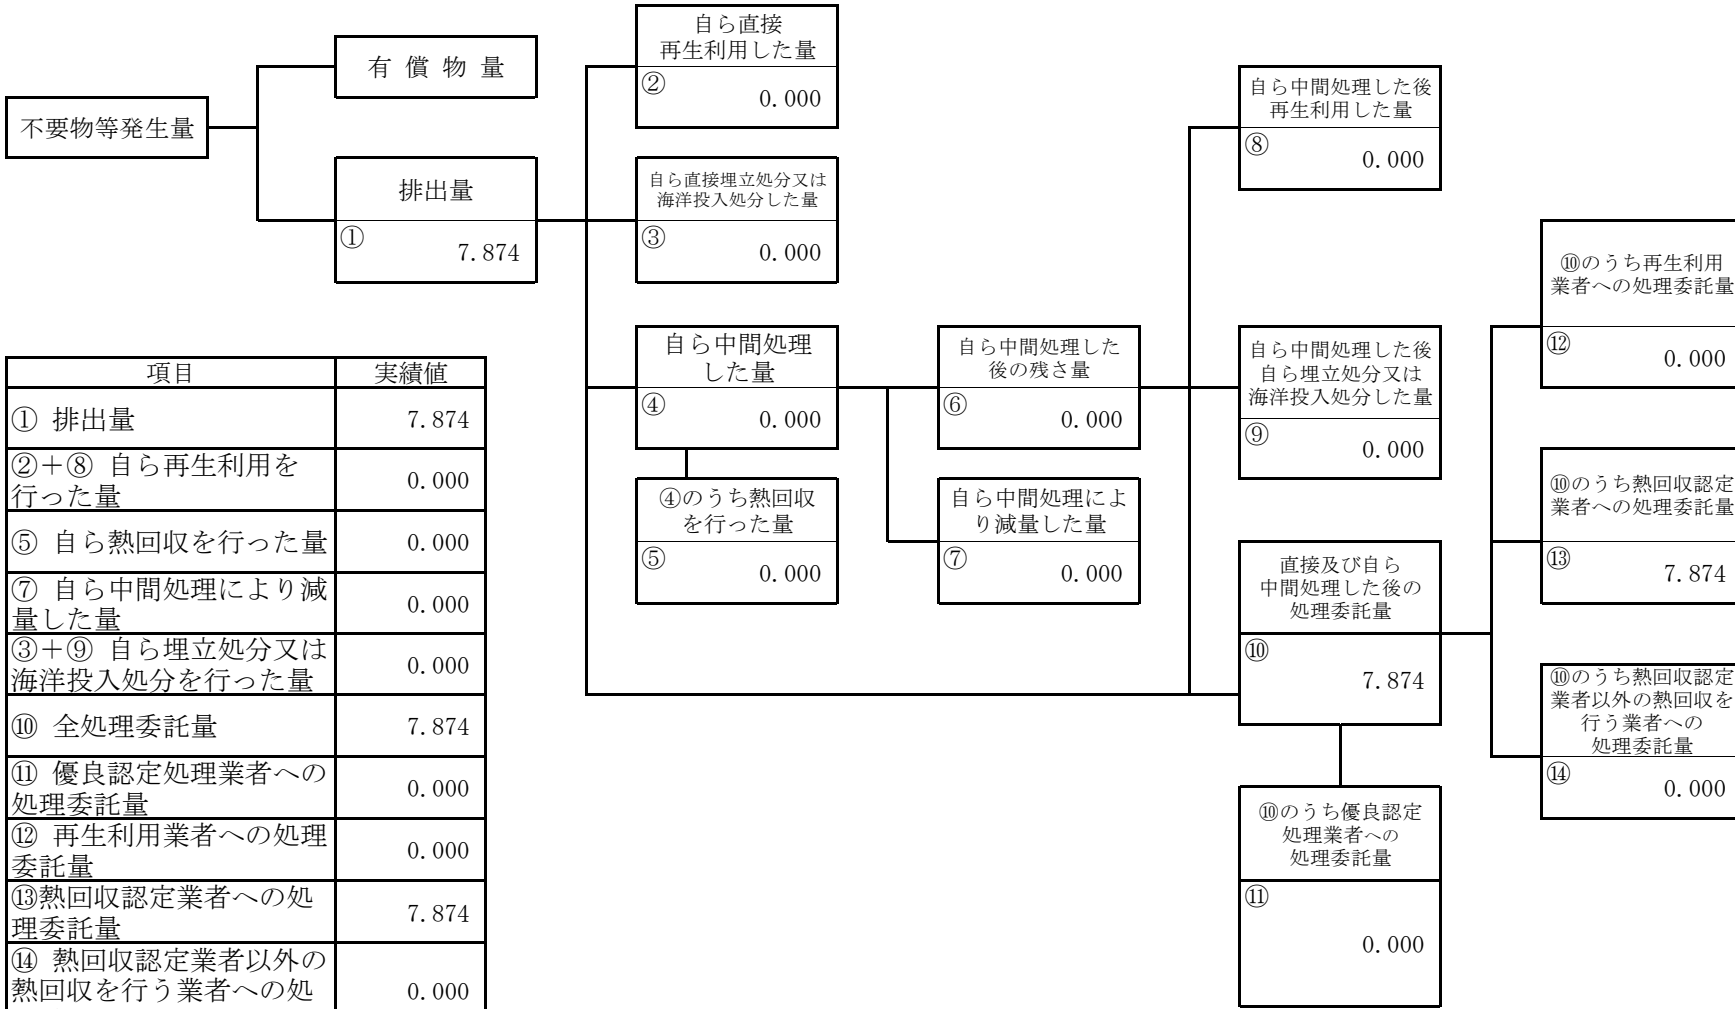 不要物等発生量
有 償 物 量
排出量
①
7.874
自ら直接
再生利用した量
②
0.000
自ら直接埋立処分又は
海洋投入処分した量
③
0.000
自ら中間処理
した量
④
0.000
④のうち熱回収
を行った量
⑤
0.000
自ら中間処理した
後の残さ量
⑥
0.000
自ら中間処理によ
り減量した量
⑦
0.000
自ら中間処理した後
再生利用した量
⑧
0.000
自ら中間処理した後
自ら埋立処分又は
海洋投入処分した量
⑨
0.000
直接及び自ら
中間処理した後の
処理委託量
⑩
7.874
⑩のうち優良認定
処理業者への
処理委託量
⑪
0.000
⑩のうち再生利用
業者への処理委託量
⑫
0.000
⑩のうち熱回収認定
業者への処理委託量
⑬
7.874
⑩のうち熱回収認定
業者以外の熱回収を
行う業者への
処理委託量
⑭
0.000
項目 実績値
① 排出量 7.874
②＋⑧ 自ら再生利用を
行った量 0.000
⑤ 自ら熱回収を行った量 0.000
⑦ 自ら中間処理により減
量した量 0.000
③＋⑨ 自ら埋立処分又は
海洋投入処分を行った量 0.000
⑩ 全処理委託量 7.874
⑪ 優良認定処理業者への
処理委託量 0.000
⑫ 再生利用業者への処理
委託量 0.000
⑬熱回収認定業者への処
理委託量 7.874
⑭ 熱回収認定業者以外の
熱回収を行う業者への処 0.000